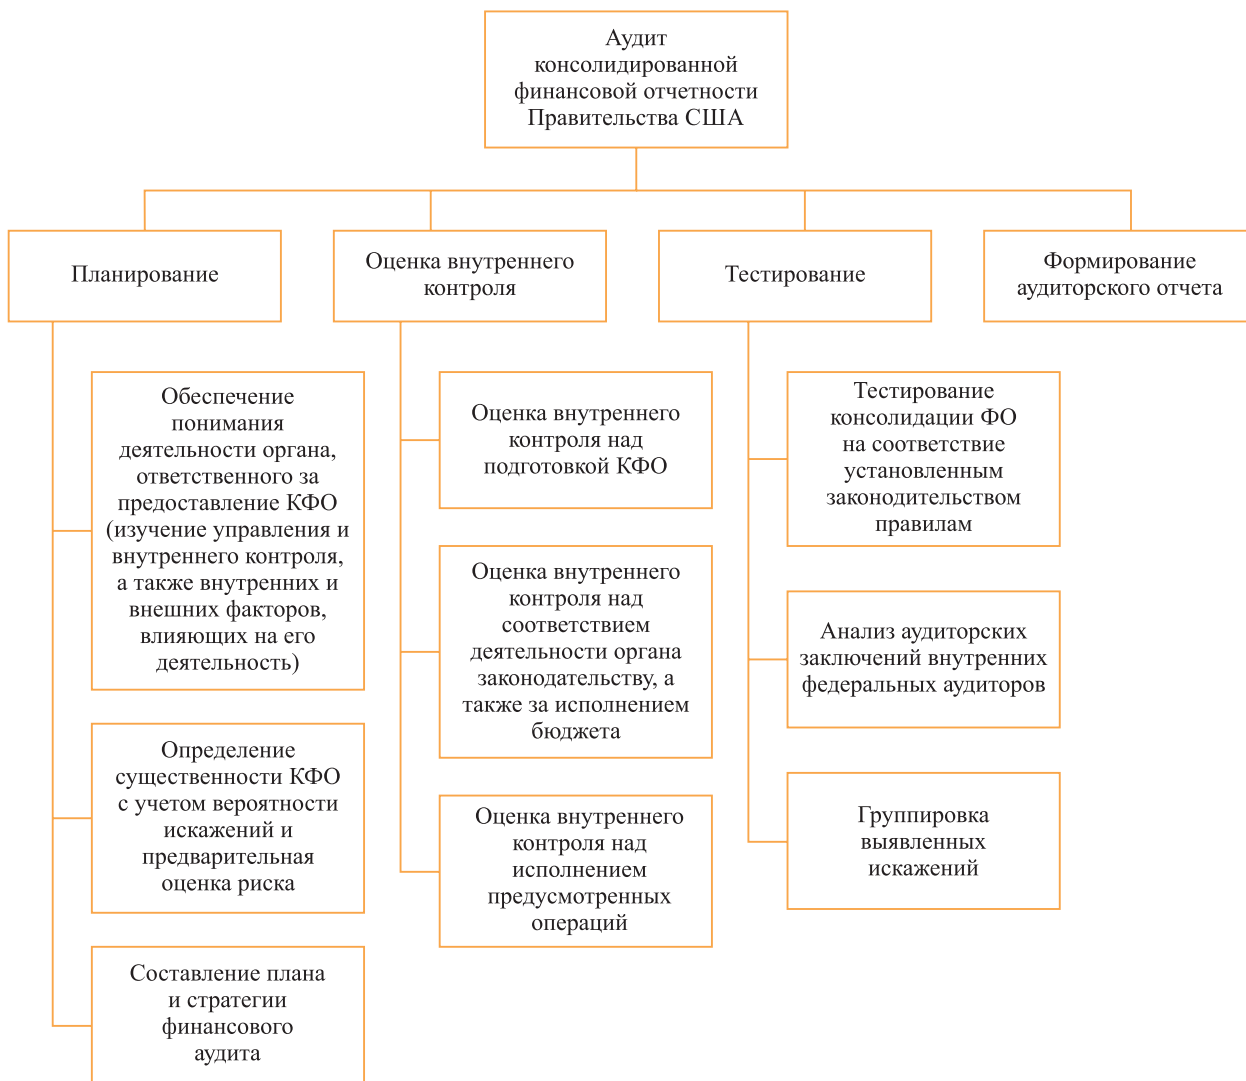 Аудит
консолидированной
финансовой отчетности
Правительства США
Планирование
Оценка внутреннего
контроля
Тестирование
Формирование
аудиторского отчета
Обеспечение
понимания
деятельности органа,
ответственного за
предоставление КФО
(изучение управления и
внутреннего контроля,
а также внутренних и
внешних факторов,
влияющих на его
деятельность)
Определение
существенности КФО
с учетом вероятности
искажений и
предварительная
оценка риска
Составление плана
и стратегии
финансового
аудита
Оценка внутреннего
контроля над
подготовкой КФО
Оценка внутреннего
контроля над
соответствием
деятельности органа
законодательству, а
также за исполнением
бюджета
Оценка внутреннего
контроля над
исполнением
предусмотренных
операций
Тестирование
консолидации ФО
на соответствие
установленным
законодательством
правилам
Анализ аудиторских
заключений внутренних
федеральных аудиторов
Группировка
выявленных
искажений